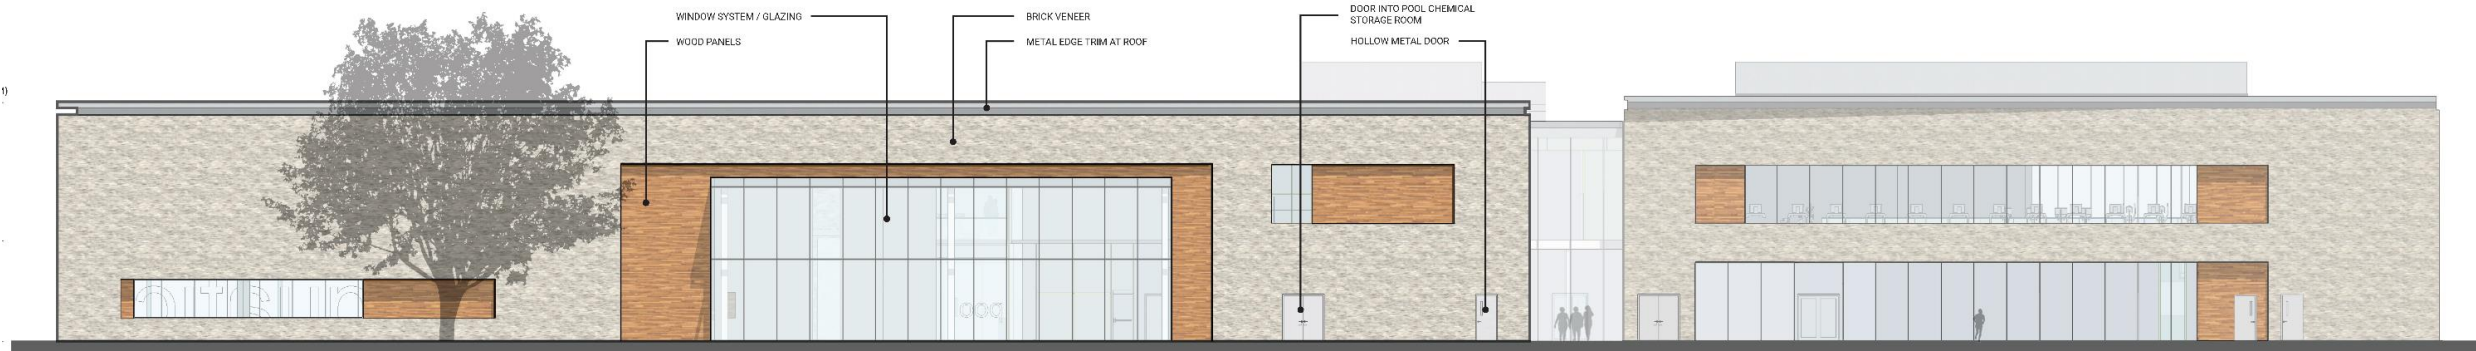 WINDOW SYSTEM / GLAZING
WOOD PANELS
BRICK VENEER
METAL EDGE TRIM AT ROOF
DOOR INTO POOL CHEMICAL
STORAGE ROOM
HOLLOW METAL DOOR
pool